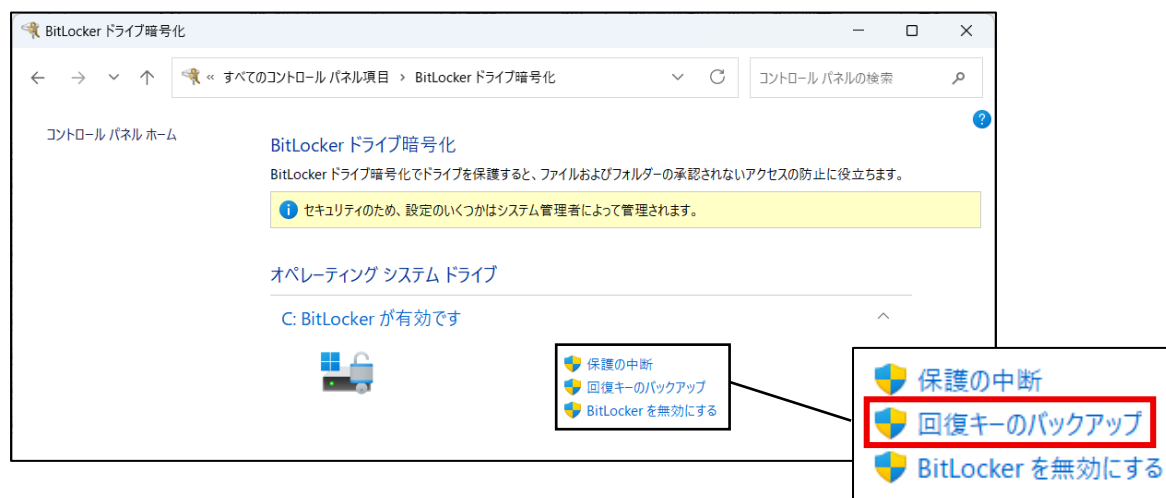 BitLocker ドライブ暗号化
« すべてのコントロール パネル項目 › BitLocker ドライブ暗号化
コントロール パネルの検索
コントロール パネル ホーム
BitLocker ドライブ暗号化
BitLocker ドライブ暗号化でドライブを保護すると、ファイルおよびフォルダーの承認されないアクセスの防止に役立ちます。
セキュリティのため、設定のいくつかはシステム管理者によって管理されます。
オペレーティング システム ドライブ
C: BitLocker が有効です
保護の中断
回復キーのバックアップ
BitLocker を無効にする
保護の中断
回復キーのバックアップ
BitLocker を無効にする